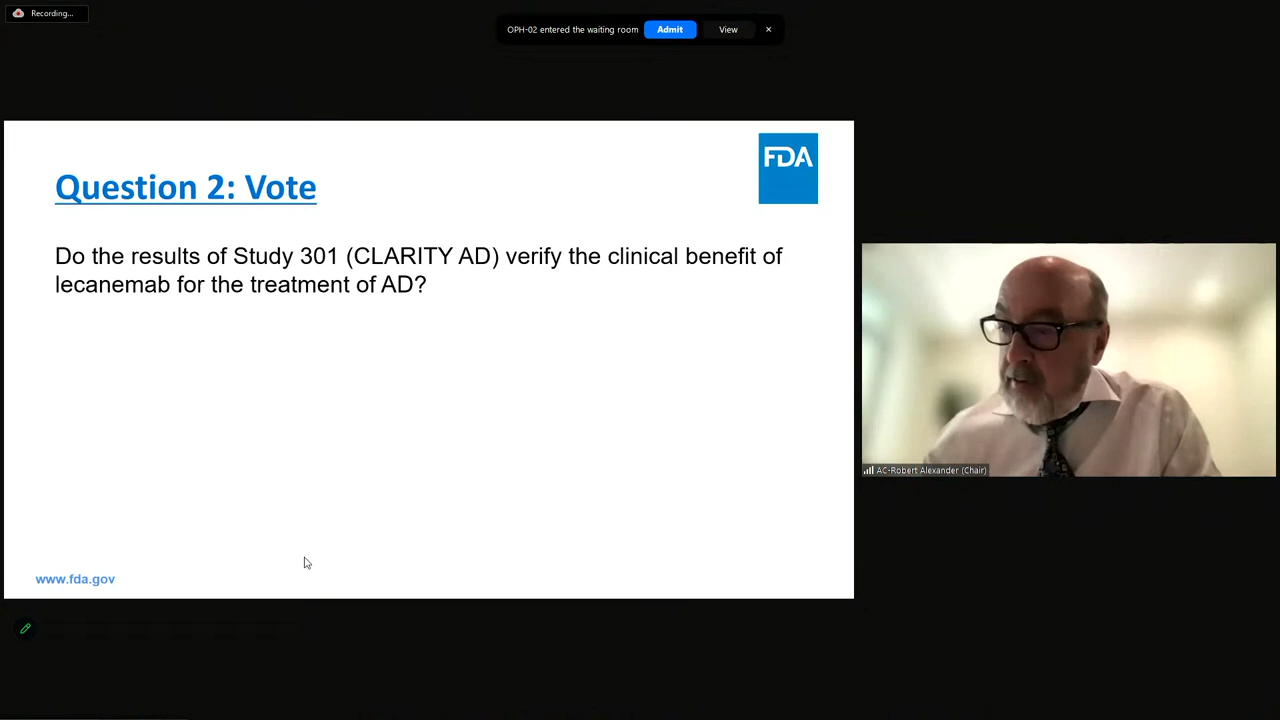 Recording...
OPH-02 entered the waiting room Admit View
FDA
Question 2: Vote
Do the results of Study 301 (CLARITY AD) verify the clinical benefit of
lecanemab for the treatment of AD?
AC-Robert Alexander (Chair)
www.fda.gov